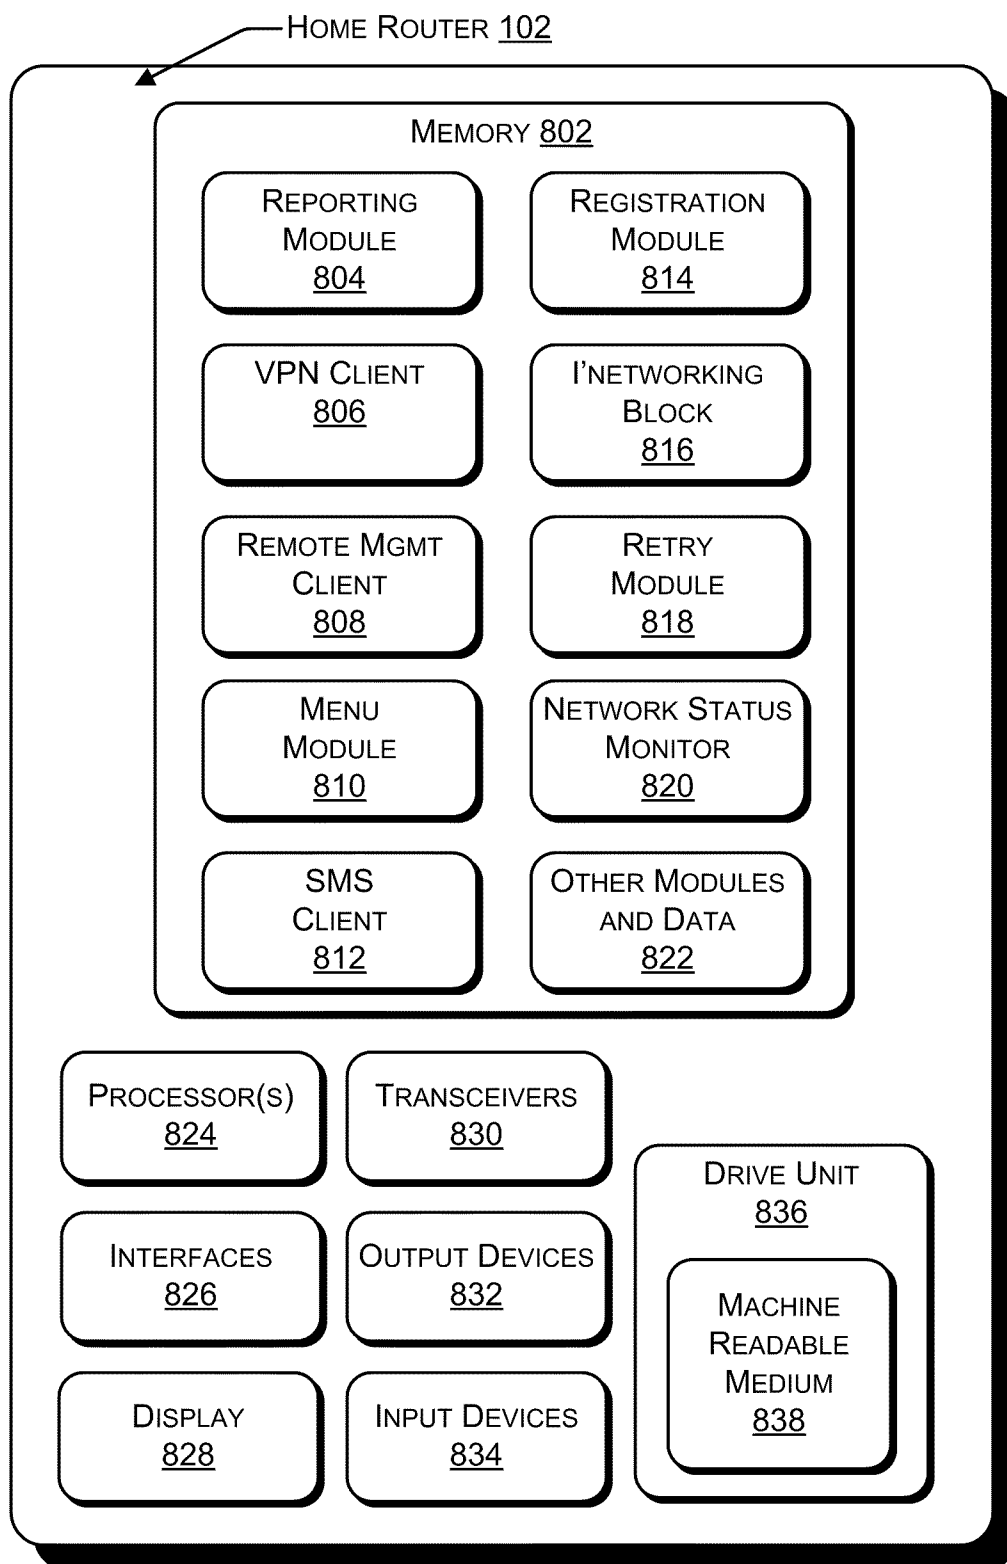 HOME ROUTER 102
MEMORY 802
REPORTING
MODULE
804
REGISTRATION
MODULE
814
VPN CLIENT
806
I'NETWORKING
BLOCK
816
REMOTE MGMT
CLIENT
808
RETRY
MODULE
818
MENU
MODULE
810
NETWORK STATUS
MONITOR
820
SMS
CLIENT
812
OTHER MODULES
AND DATA
822
PROCESSOR(S)
824
TRANSCEIVERS
830
INTERFACES
826
OUTPUT DEVICES
832
DISPLAY
828
INPUT DEVICES
834
DRIVE UNIT
836
MACHINE
READABLE
MEDIUM
838